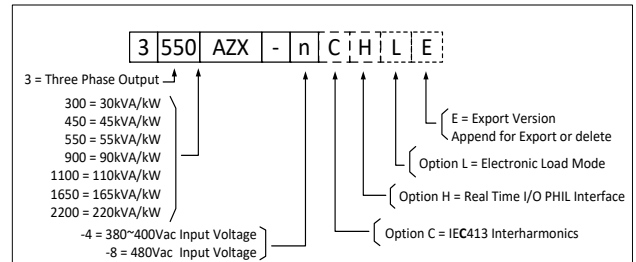 3 550 AZX - n C H L E
3 = Three Phase Output
300 = 30kVA/kW
450 = 45kVA/kW
550 = 55kVA/kW
900 = 90kVA/kW
1100 = 110kVA/kW
1650 = 165kVA/kW
2200 = 220kVA/kW
-4 = 380~400Vac Input Voltage
-8 = 480Vac Input Voltage
E = Export Version
Append for Export or delete
Option L = Electronic Load Mode
Option H = Real Time I/O PHIL Interface
Option C = IEC413 Interharmonics